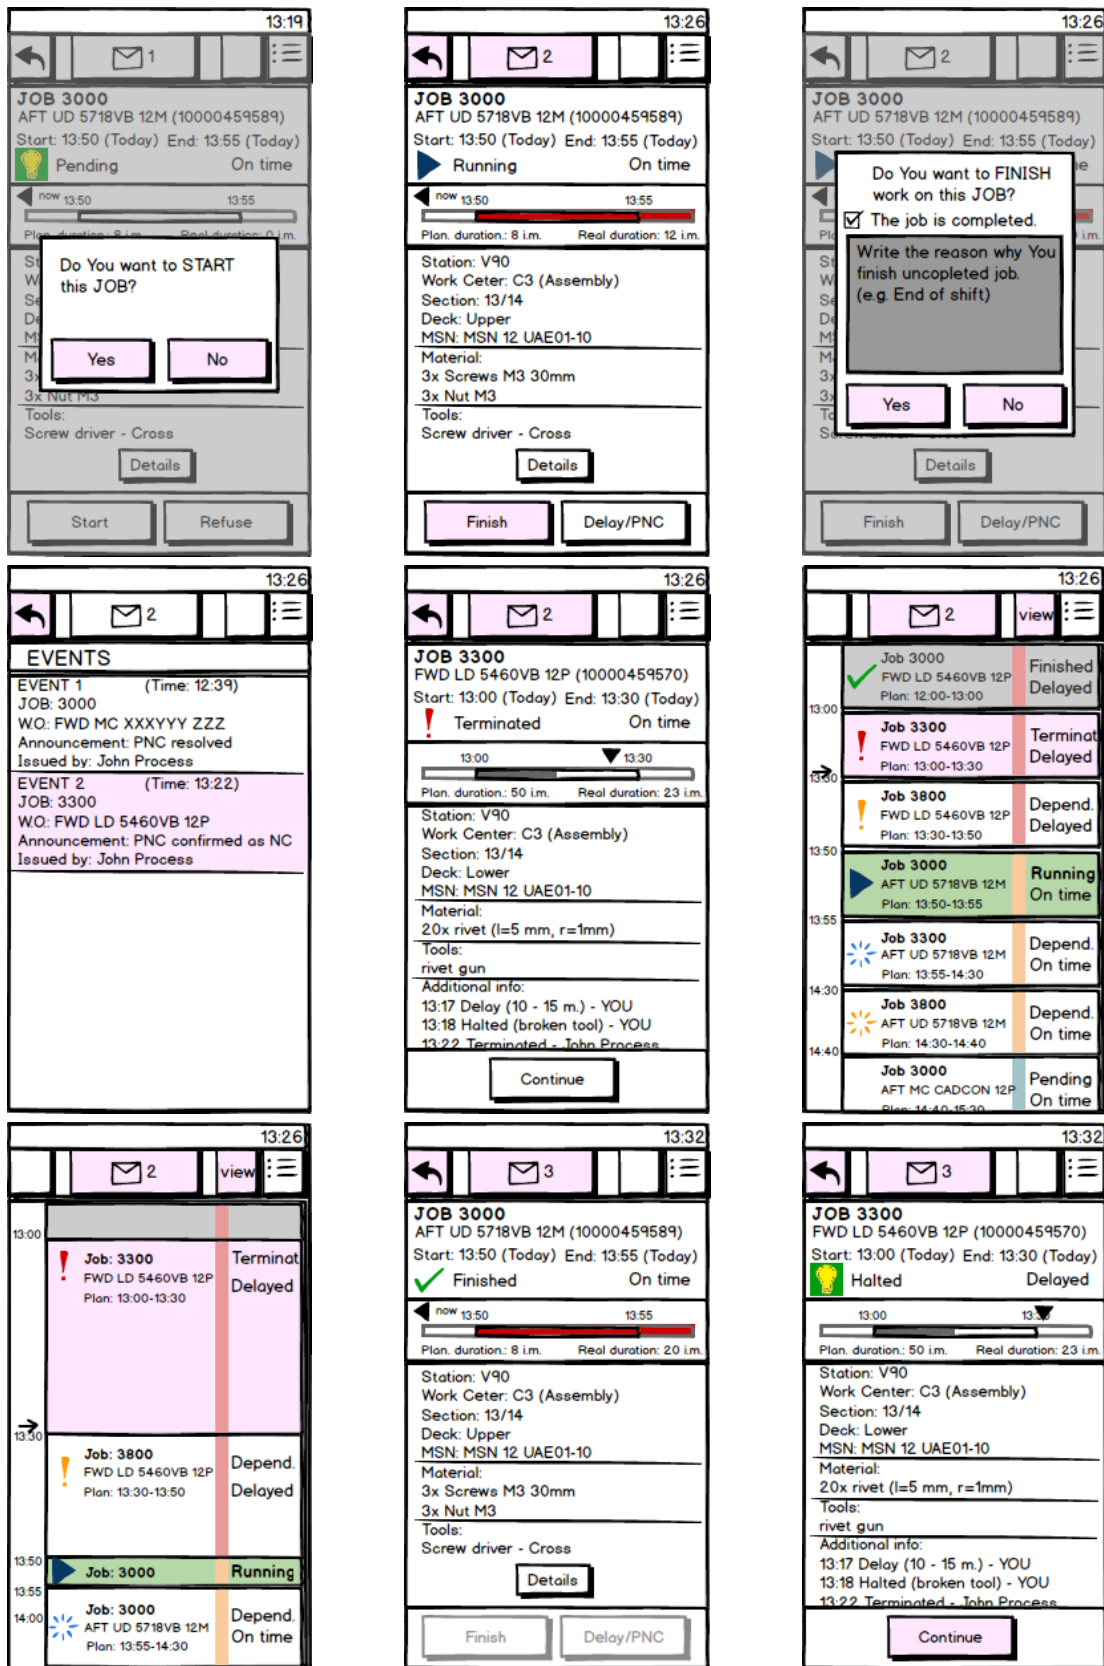 13:19
1
JOB 3000
AFT UD 5718VB 12M (10000459589)
Start: 13:50 (Today) End: 13:55 (Today)
Pending On time
now 13:50 13:55
Plan. duration.: 8 i.m. Real duration: 0 i.m.
Do You want to START
this JOB?
Yes No
3x Nut M3
Tools:
Screw driver - Cross
Details
Start Refuse
13:26
2
JOB 3000
AFT UD 5718VB 12M (10000459589)
Start: 13:50 (Today) End: 13:55 (Today)
Running On time
now 13:50 13:55
Plan. duration.: 8 i.m. Real duration: 12 i.m.
Station: V90
Work Ceter: C3 (Assembly)
Section: 13/14
Deck: Upper
MSN: MSN 12 UAE01-10
Material:
3x Screws M3 30mm
3x Nut M3
Tools:
Screw driver - Cross
Details
Finish Delay/PNC
13:26
2
JOB 3000
AFT UD 5718VB 12M (10000459589)
Start: 13:50 (Today) End: 13:55 (Today)
Do You want to FINISH
work on this JOB?
The job is completed.
Write the reason why You
finish uncopleted job.
(e.g. End of shift)
Yes No
Details
Finish Delay/PNC
13:26
2
EVENTS
EVENT 1 (Time: 12:39)
JOB: 3000
W.O.: FWD MC XXXYYY ZZZ
Announcement: PNC resolved
Issued by: John Process
EVENT 2 (Time: 13:22)
JOB: 3300
W.O.: FWD LD 5460VB 12P
Announcement: PNC confirmed as NC
Issued by: John Process
13:26
2
JOB 3300
FWD LD 5460VB 12P (10000459570)
Start: 13:00 (Today) End: 13:30 (Today)
Terminated On time
13:00 13:30
Plan. duration.: 50 i.m. Real duration: 23 i.m.
Station: V90
Work Center: C3 (Assembly)
Section: 13/14
Deck: Lower
MSN: MSN 12 UAE01-10
Material:
20x rivet (l=5 mm, r=1mm)
Tools:
rivet gun
Additional info:
13:17 Delay (10 - 15 m.) - YOU
13:18 Halted (broken tool) - YOU
13:22 Terminated - John Process
Continue
13:26
2 view
Job 3000
FWD LD 5460VB 12P
Plan: 12:00-13:00
Finished
Delayed
13:00
Job 3300
FWD LD 5460VB 12P
Plan: 13:00-13:30
Terminat
Delayed
13:30
Job 3800
FWD LD 5460VB 12P
Plan: 13:30-13:50
Depend.
Delayed
13:50
Job 3000
AFT UD 5718VB 12M
Plan: 13:50-13:55
Running
On time
13:55
Job 3300
AFT UD 5718VB 12M
Plan: 13:55-14:30
Depend.
On time
14:30
Job 3800
AFT UD 5718VB 12M
Plan: 14:30-14:40
Depend.
On time
14:40
Job 3000
AFT MC CADCON 12P
Plan: 14:40-15:30
Pending
On time
13:26
2 view
13:00
Job: 3300
FWD LD 5460VB 12P
Plan: 13:00-13:30
Terminat
Delayed
13:30
Job: 3800
FWD LD 5460VB 12P
Plan: 13:30-13:50
Depend.
Delayed
13:50
Job: 3000 Running
13:55
14:00
Job: 3000
AFT UD 5718VB 12M
Plan: 13:55-14:30
Depend.
On time
13:32
3
JOB 3000
AFT UD 5718VB 12M (10000459589)
Start: 13:50 (Today) End: 13:55 (Today)
Finished On time
now 13:50 13:55
Plan. duration.: 8 i.m. Real duration: 20 i.m.
Station: V90
Work Ceter: C3 (Assembly)
Section: 13/14
Deck: Upper
MSN: MSN 12 UAE01-10
Material:
3x Screws M3 30mm
3x Nut M3
Tools:
Screw driver - Cross
Details
Finish Delay/PNC
13:32
3
JOB 3300
FWD LD 5460VB 12P (10000459570)
Start: 13:00 (Today) End: 13:30 (Today)
Halted Delayed
13:00
Plan. duration.: 50 i.m. Real duration: 23 i.m.
Station: V90
Work Center: C3 (Assembly)
Section: 13/14
Deck: Lower
MSN: MSN 12 UAE01-10
Material:
20x rivet (l=5 mm, r=1mm)
Tools:
rivet gun
Additional info:
13:17 Delay (10 - 15 m.) - YOU
13:18 Halted (broken tool) - YOU
13:22 Terminated - John Process
Continue